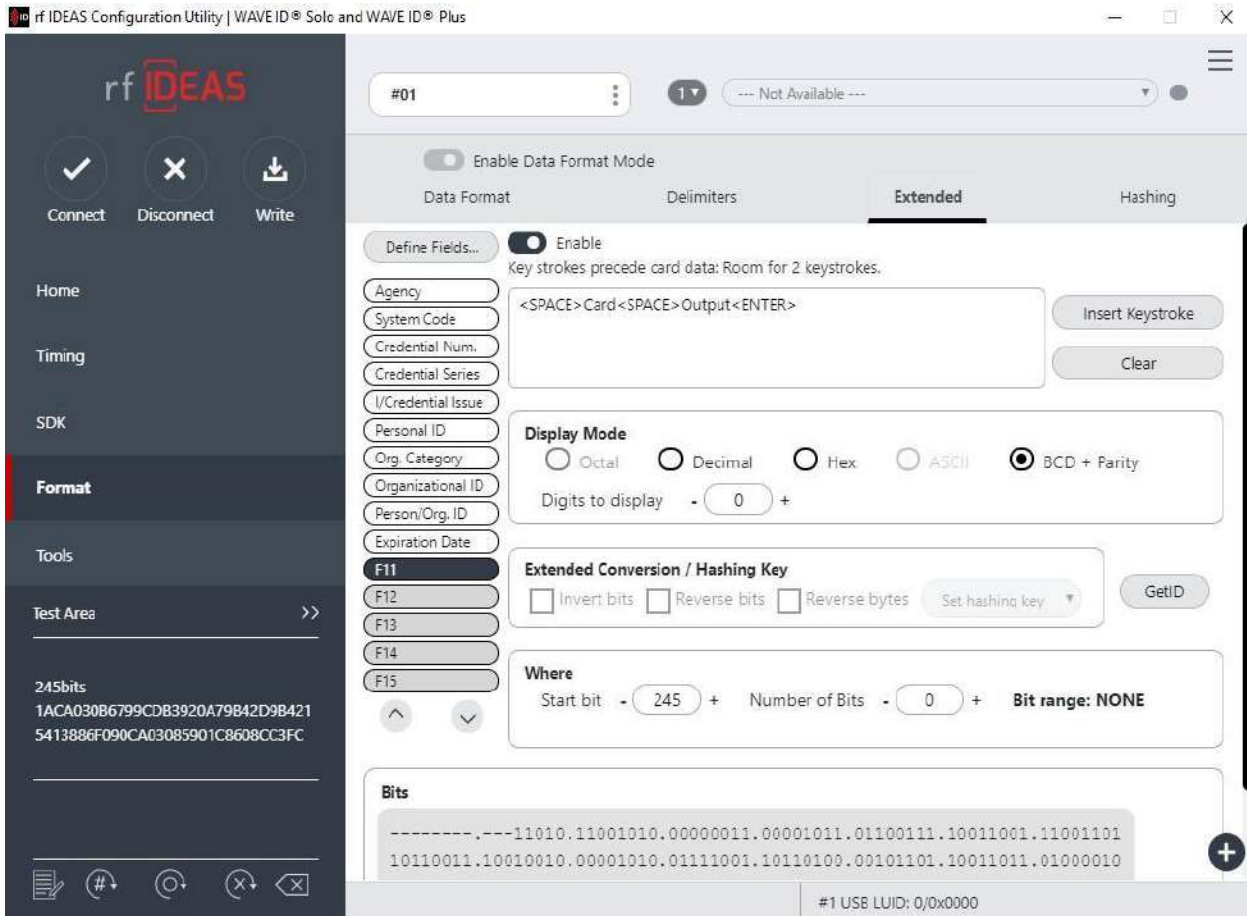 rf IDEAS Configuration Utility | WAVE ID® Solo and WAVE ID® Plus
rf IDEAS
Connect
Disconnect
Write
Home
Timing
SDK
Format
Tools
Test Area >>
245bits
1ACA030B6799CDB3920A79B42D9B421
5413886F090CA03085901C8608CC3FC
#01
1
--- Not Available ---
Enable Data Format Mode
Data Format
Delimiters
Extended
Hashing
Define Fields...
Agency
System Code
Credential Num.
Credential Series
I/Credential Issue
Personal ID
Org. Category
Organizational ID
Person/Org. ID
Expiration Date
F11
F12
F13
F14
F15
Enable
Key strokes precede card data: Room for 2 keystrokes.
<SPACE>Card<SPACE>Output<ENTER>
Insert Keystroke
Clear
Display Mode
Octal Decimal Hex ASCII BCD + Parity
Digits to display - 0 +
Extended Conversion / Hashing Key
Invert bits Reverse bits Reverse bytes Set hashing key
GetID
Where
Start bit - 245 + Number of Bits - 0 + Bit range: NONE
Bits
--------.---11010.11001010.00000011.00001011.01100111.10011001.11001101
10110011.10010010.00001010.01111001.10110100.00101101.10011011.01000010
#1 USB LUID: 0/0x0000